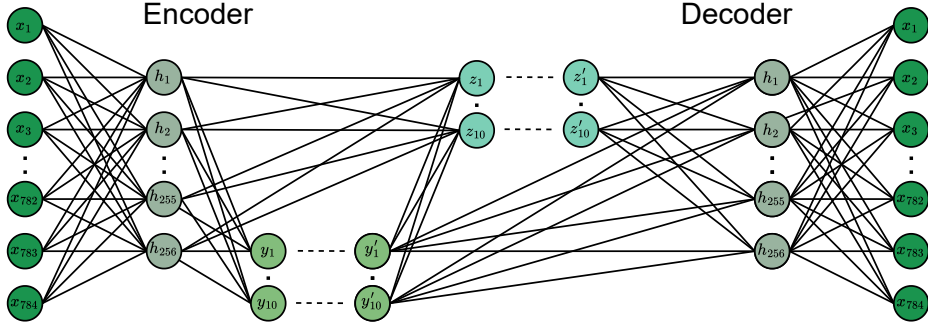 Encoder
Decoder
x₁
x₂
x₃
x₇₈₂
x₇₈₃
x₇₈₄
h₁
h₂
h₂₅₅
h₂₅₆
y₁
y₁₀
y′₁
y′₁₀
z₁
z₁₀
z′₁
z′₁₀
h₁
h₂
h₂₅₅
h₂₅₆
x₁
x₂
x₃
x₇₈₂
x₇₈₃
x₇₈₄